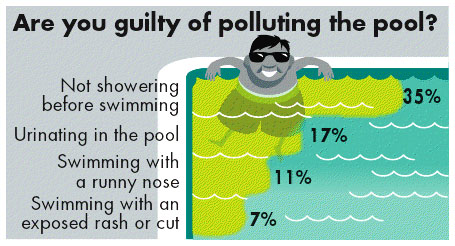 Are you guilty of polluting the pool?
Not showering
before swimming
35%
Urinating in the pool
17%
Swimming with
a runny nose
11%
Swimming with an
exposed rash or cut
7%